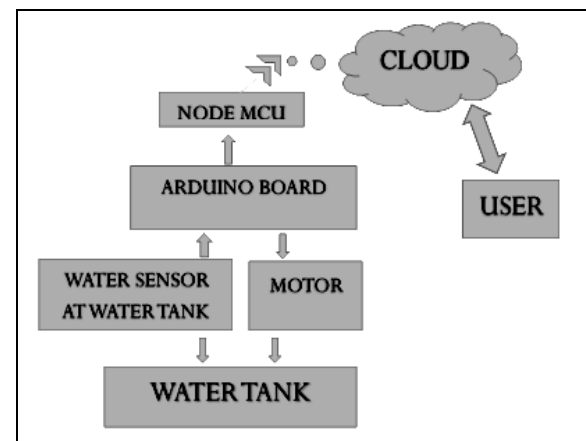 CLOUD
NODE MCU
ARDUINO BOARD
USER
WATER SENSOR
AT WATER TANK
MOTOR
WATER TANK